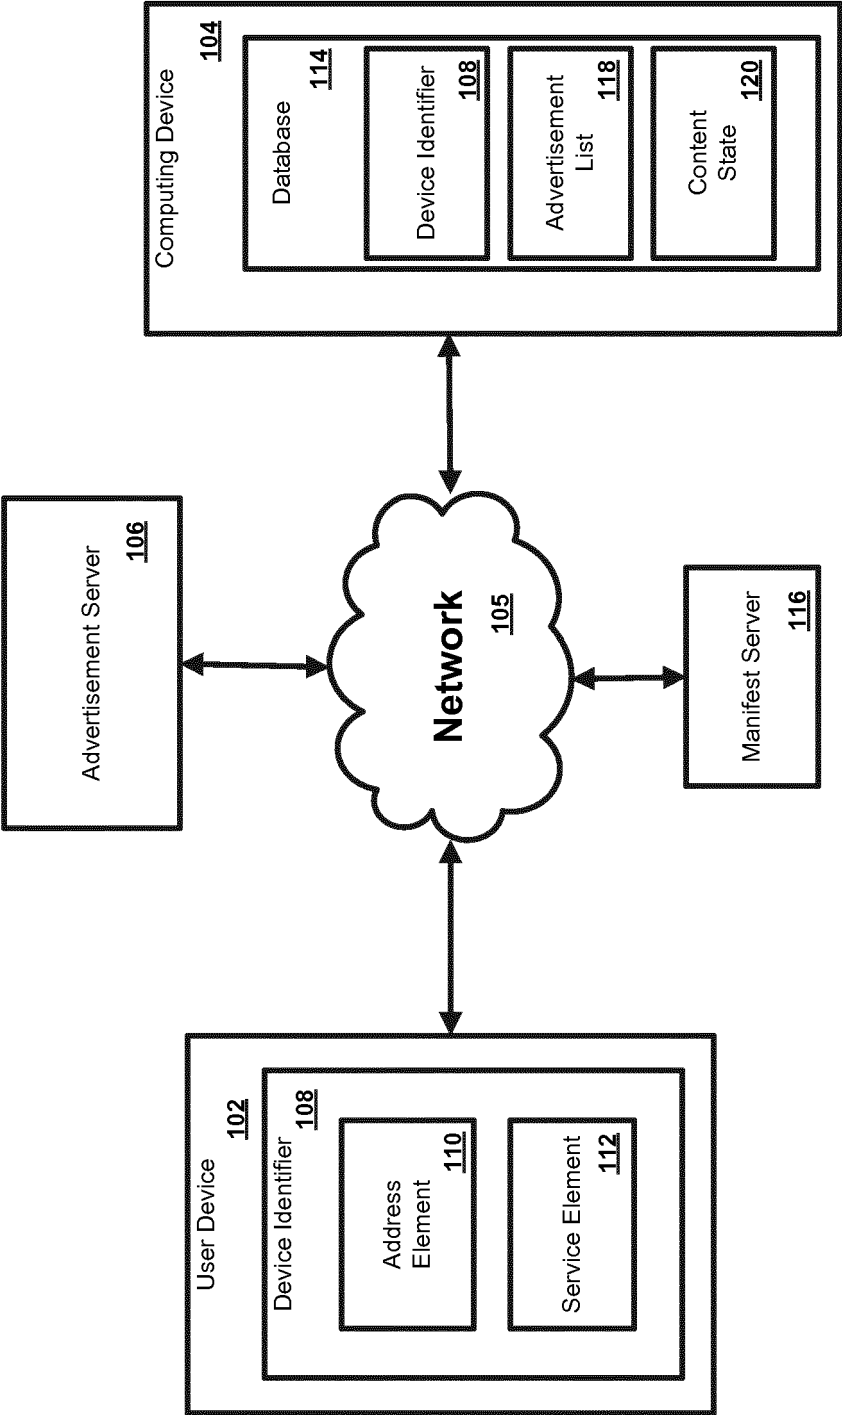 User Device
102
Device Identifier
108
Address
Element
110
Service Element
112
Advertisement Server
106
Network
105
Manifest Server
116
Computing Device
104
Database
114
Device Identifier
108
Advertisement
List
118
Content
State
120